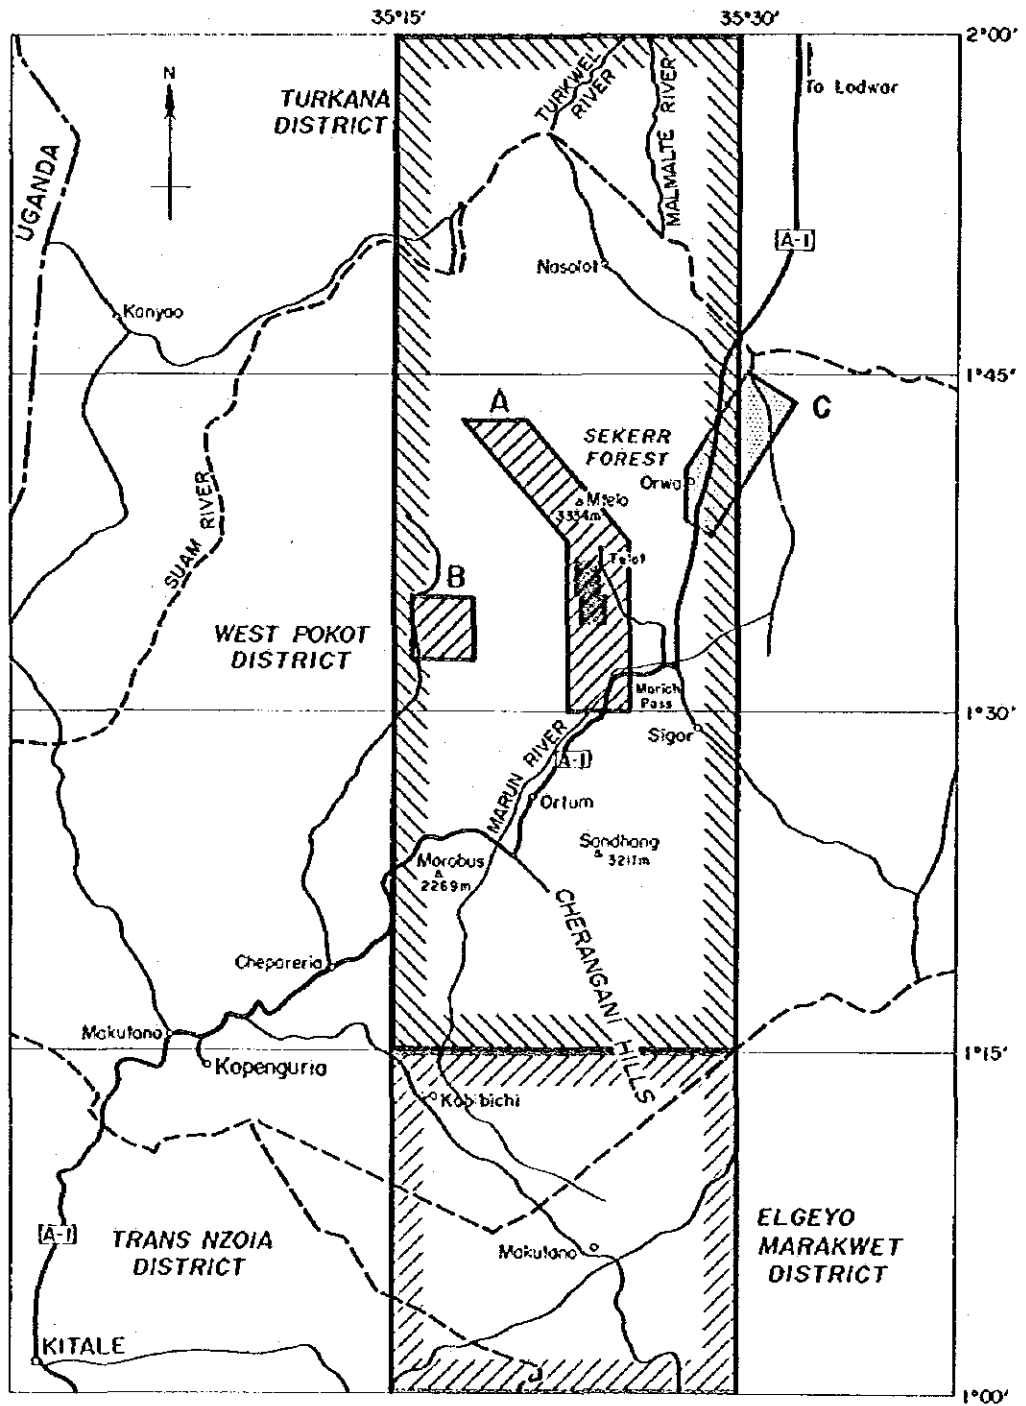 35°15'
35°30'
2°00'
N
TURKANA
DISTRICT
TURKWEL
RIVER
MALMALTE RIVER
To Lodwar
UGANDA
A-1
Nasolot
Kanyao
1°45'
A
C
SEKERR
FOREST
Orwa
Mtelo
3334m
SUAM RIVER
Telot
B
WEST POKOT
DISTRICT
Marich
Pass
1°30'
Sigor
MARUN RIVER
A-1
Ortum
Sondhang
3211m
Morobus
2269m
CHERANGANI HILLS
Chepareria
Makutano
1°15'
Kapenguria
Kabibichi
A-1
TRANS NZOIA
DISTRICT
Makutano
ELGEYO
MARAKWET
DISTRICT
KITALE
1°00'